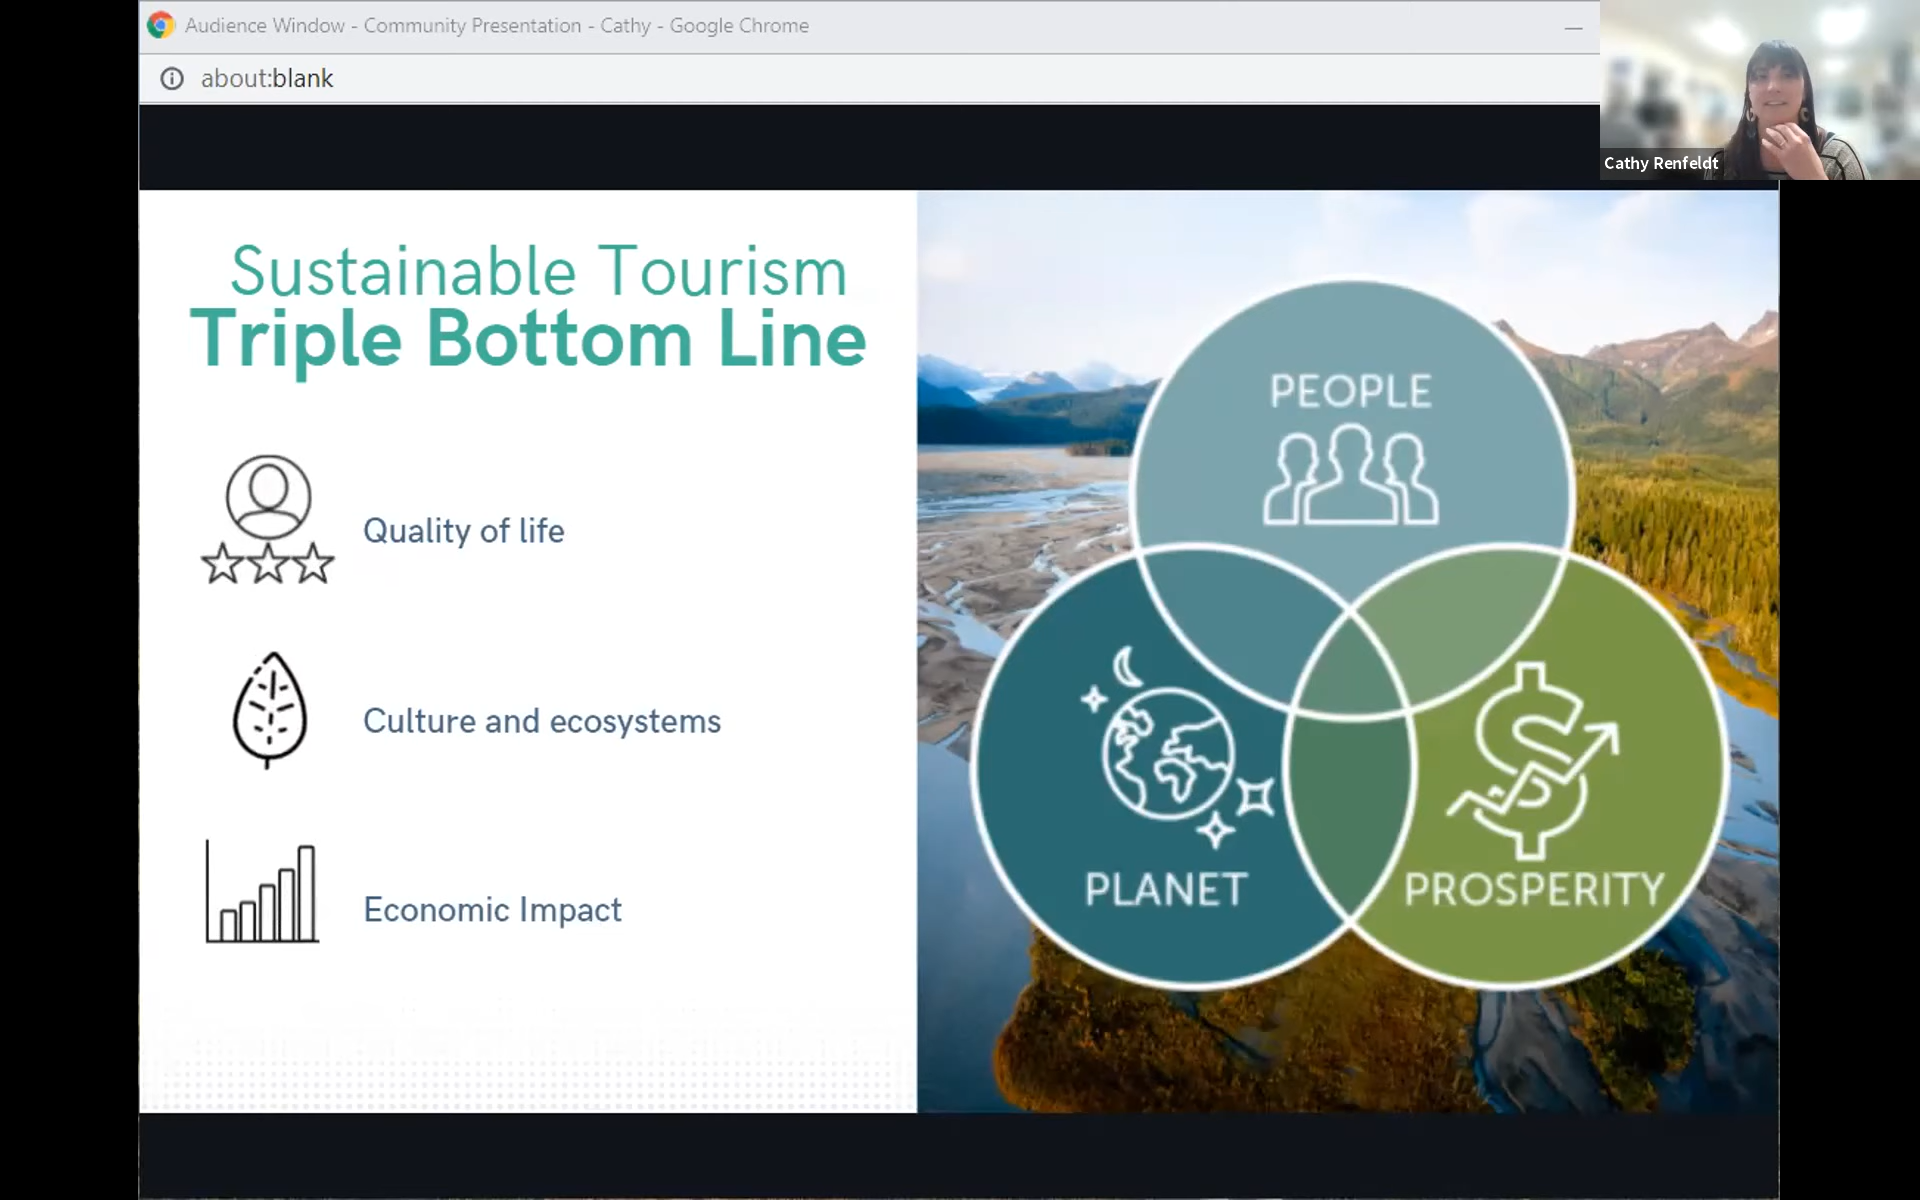 Audience Window - Community Presentation - Cathy - Google Chrome
about:blank
Cathy Renfeldt
Sustainable Tourism
Triple Bottom Line
Quality of life
Culture and ecosystems
Economic Impact
PEOPLE
PLANET
PROSPERITY